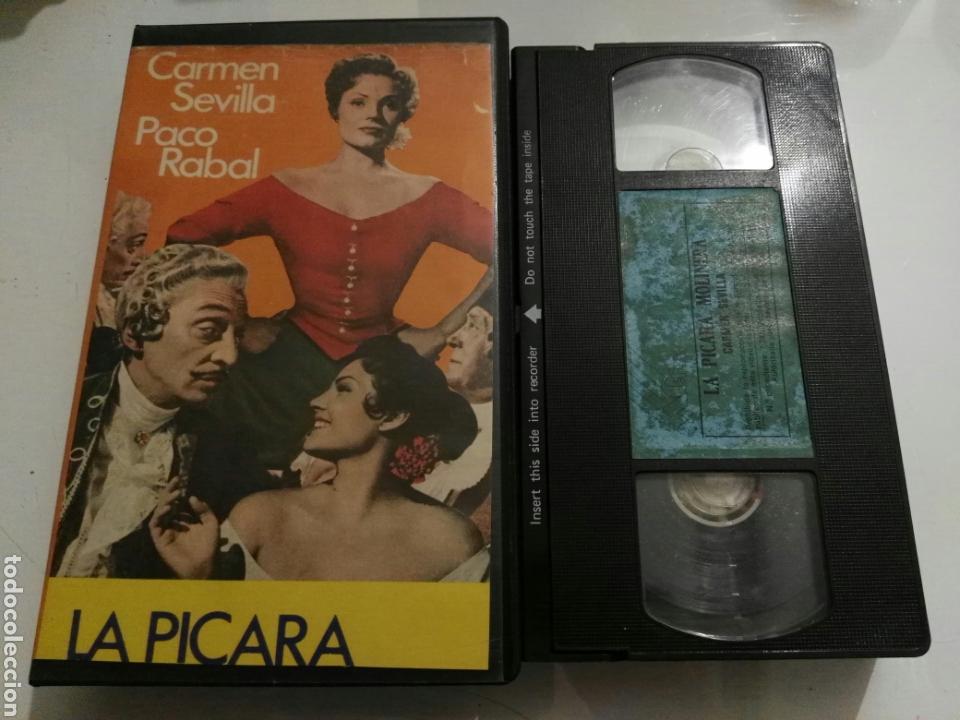 Carmen
Sevilla
Paco
Rabal
LA PICARA
Insert this side into recorder Do not touch the tape inside
LA PICARA MOLINERA
CARMEN SEVILLA
todocoleccion